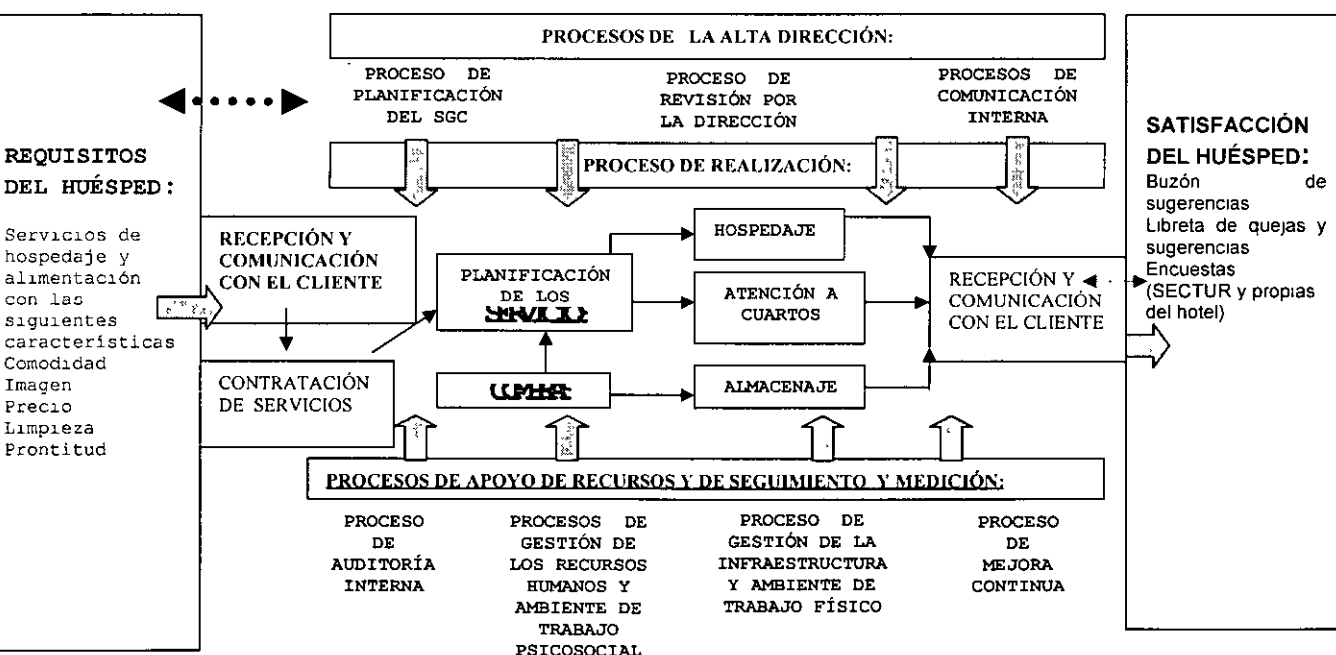 PROCESOS DE LA ALTA DIRECCIÓN:
PROCESO DE
PLANIFICACIÓN
DEL SGC
PROCESO DE
REVISIÓN POR
LA DIRECCIÓN
PROCESOS DE
COMUNICACIÓN
INTERNA
PROCESO DE REALIZACIÓN:
REQUISITOS
DEL HUÉSPED:
Servicios de
hospedaje y
alimentación
con las
siguientes
características
Comodidad
Imagen
Precio
Limpieza
Prontitud
RECEPCIÓN Y
COMUNICACIÓN
CON EL CLIENTE
CONTRATACIÓN
DE SERVICIOS
PLANIFICACIÓN
DE LOS
HOSPEDAJE
ATENCIÓN A
CUARTOS
ALMACENAJE
RECEPCIÓN Y
COMUNICACIÓN
CON EL CLIENTE
SATISFACCIÓN
DEL HUÉSPED:
Buzón de
sugerencias
Libreta de quejas y
sugerencias
Encuestas
(SECTUR y propias
del hotel)
PROCESOS DE APOYO DE RECURSOS Y DE SEGUIMIENTO Y MEDICIÓN:
PROCESO
DE
AUDITORÍA
INTERNA
PROCESOS DE
GESTIÓN DE
LOS RECURSOS
HUMANOS Y
AMBIENTE DE
TRABAJO
PSICOSOCIAL
PROCESO DE
GESTIÓN DE LA
INFRAESTRUCTURA
Y AMBIENTE DE
TRABAJO FÍSICO
PROCESO
DE
MEJORA
CONTINUA